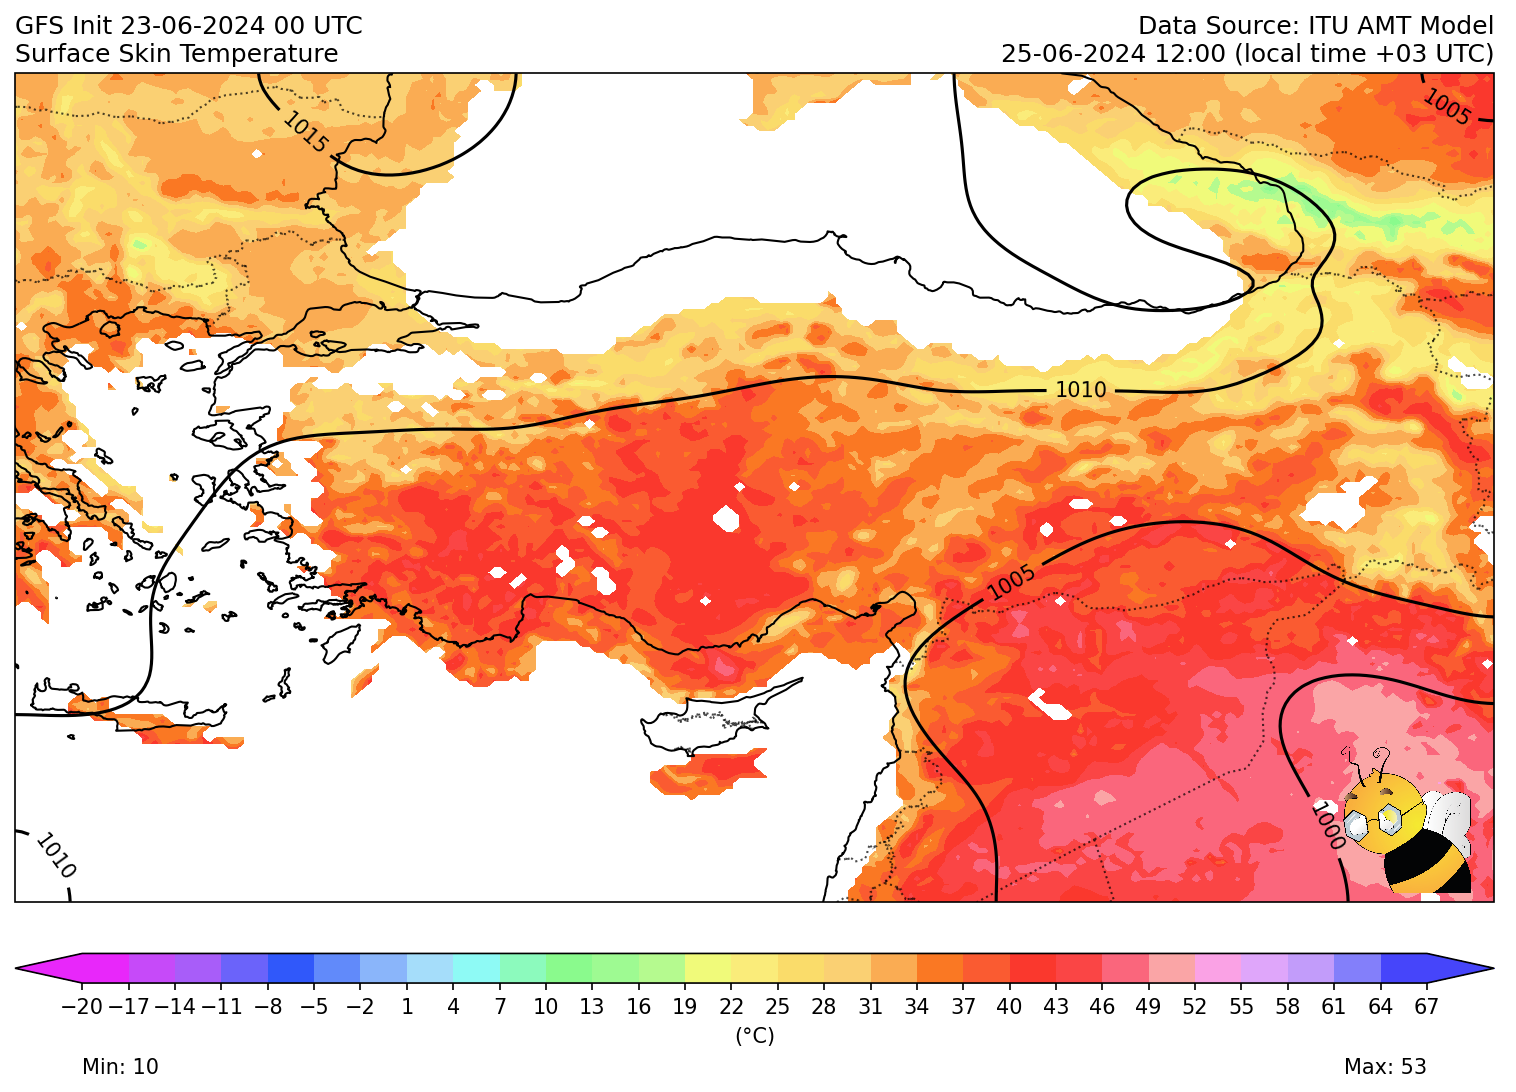 GFS Init 23-06-2024 00 UTC
Data Source: ITU AMT Model
Surface Skin Temperature
25-06-2024 12:00 (local time +03 UTC)
1015
1005
1010
1005
1000
1010
−20 −17 −14 −11 −8 −5 −2 1 4 7 10 13 16 19 22 25 28 31 34 37 40 43 46 49 52 55 58 61 64 67
(°C)
Min: 10
Max: 53